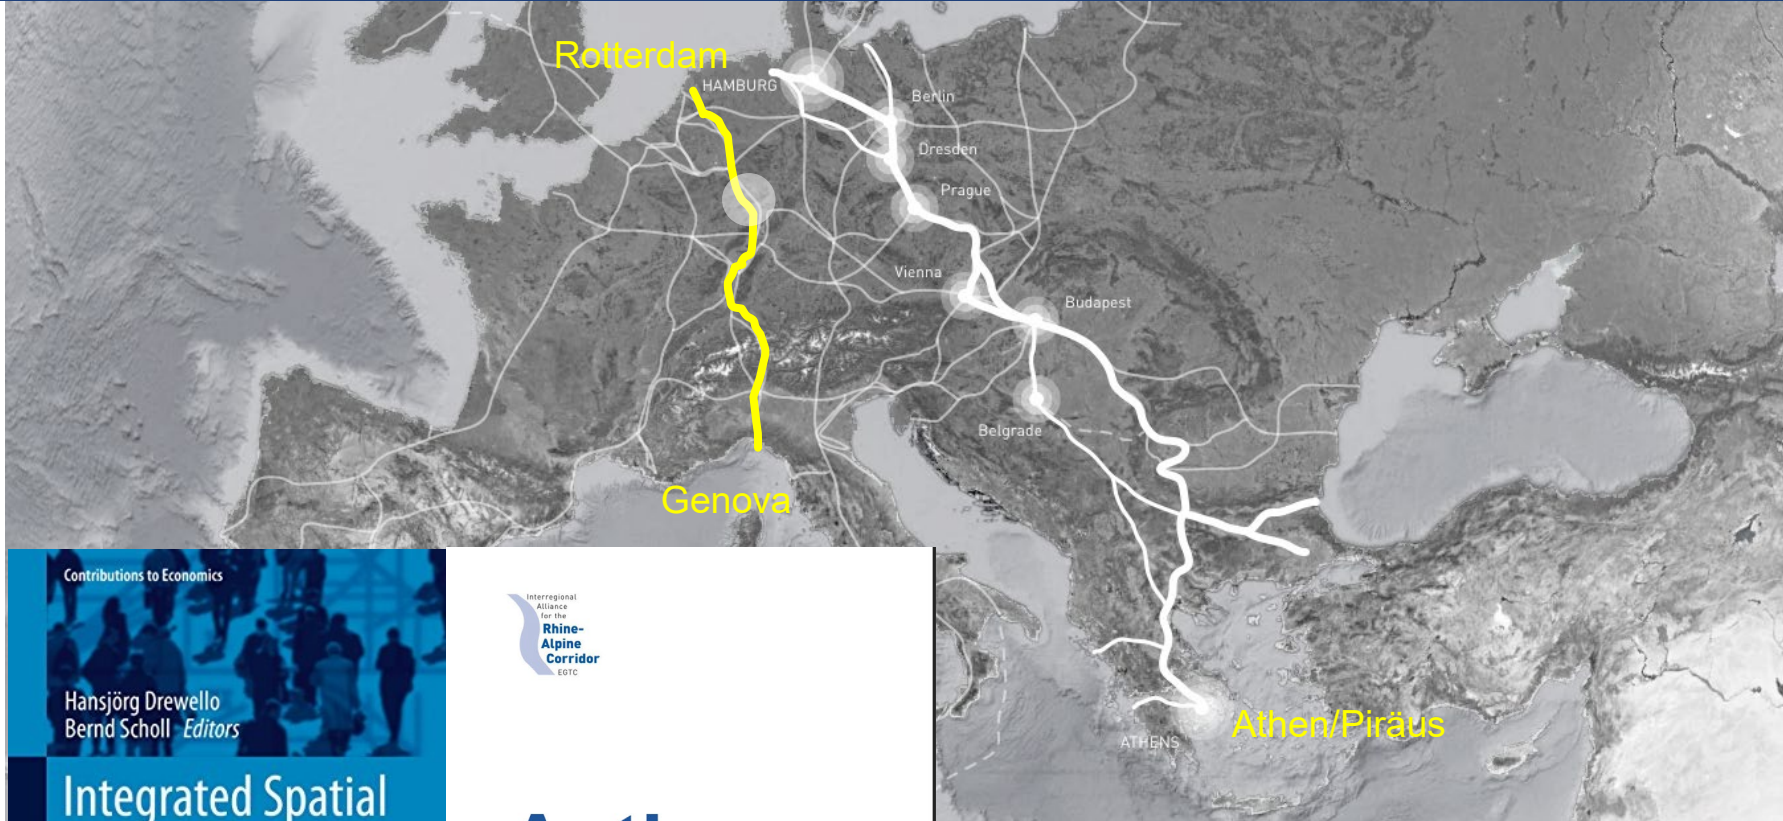 Rotterdam
HAMBURG
Berlin
Dresden
Prague
Vienna
Budapest
Belgrade
Genova
ATHENS
Athen/Piräus
Contributions to Economics
Hansjörg Drewello
Bernd Scholl Editors
Integrated Spatial
Interregional
Alliance
for the
Rhine-
Alpine
Corridor
EGTC